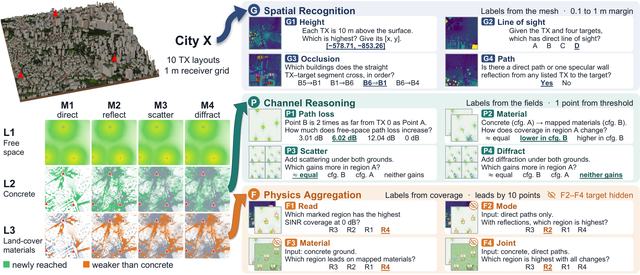 City X
10 TX layouts
1 m receiver grid
M1
direct
M2
reflect
M3
scatter
M4
diffract
L1
Free
space
L2
Concrete
L3
Land-cover
materials
newly reached
weaker than concrete
G Spatial Recognition
Labels from the mesh · 0.1 to 1 m margin
G1 Height
Each TX is 10 m above the surface.
Which is highest? Give its [x, y].
[−578.71, −853.26]
G2 Line of sight
Given the TX and four targets,
which has direct line of sight?
A B C D
G3 Occlusion
Which buildings does the straight
TX–target segment cross, in order?
B5→B1 B1→B6 B6→B1 B6→B4
G4 Path
Is there a direct path or one specular wall
reflection from any listed TX to the target?
Yes No
P Channel Reasoning
Labels from the fields · 1 point from threshold
P1 Path loss
Point B is 2 times as far from TX 0 as Point A.
How much does free-space path loss increase?
3.01 dB 6.02 dB 12.04 dB 0 dB
P2 Material
Concrete (cfg. A) → mapped materials (cfg. B).
How does coverage in region A change?
≈ equal lower in cfg. B higher in cfg. B
P3 Scatter
Add scattering under both grounds.
Which gains more in region A?
≈ equal cfg. B cfg. A neither gains
P4 Diffract
Add diffraction under both grounds.
Which gains more in region A?
≈ equal cfg. B cfg. A neither gains
F Physics Aggregation
Labels from coverage · leads by 10 points
F2–F4 target hidden
F1 Read
Which marked region has the highest
SINR coverage at 0 dB?
R3 R2 R1 R4
F2 Mode
Input: direct paths only.
With reflections, which region is highest?
R4 R2 R1 R3
F3 Material
Input: concrete ground.
Which region leads on mapped materials?
R3 R2 R1 R4
F4 Joint
Input: concrete, direct paths.
Which region is highest with all changes?
R4 R2 R1 R3